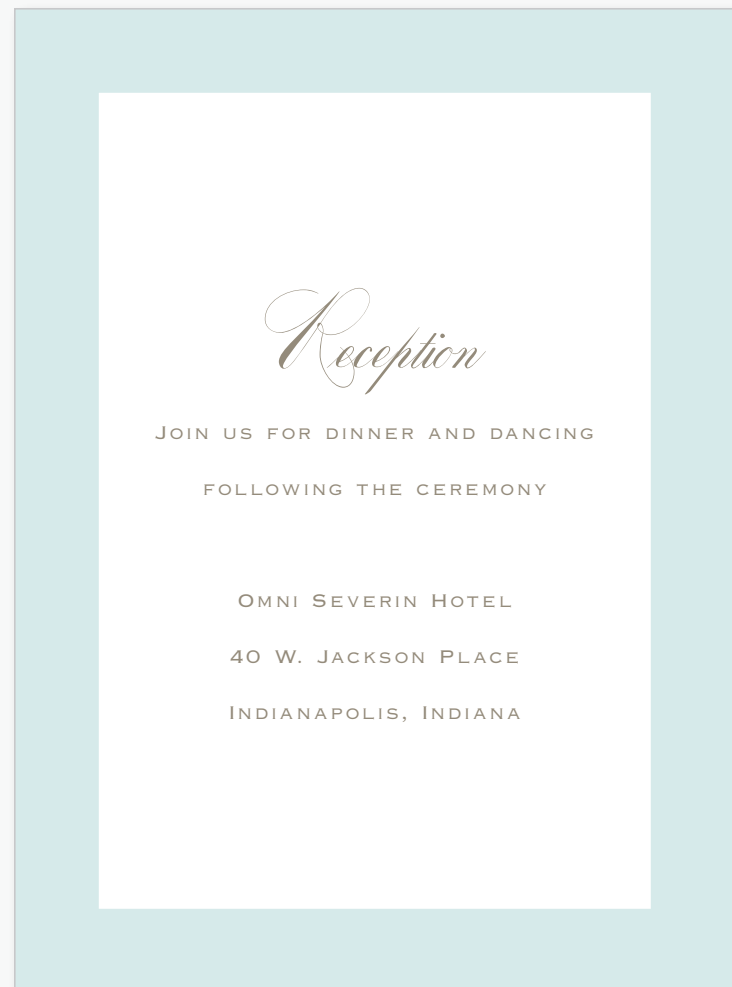 Reception
Join us for dinner and dancing
following the ceremony
Omni Severin Hotel
40 W. Jackson Place
Indianapolis, Indiana